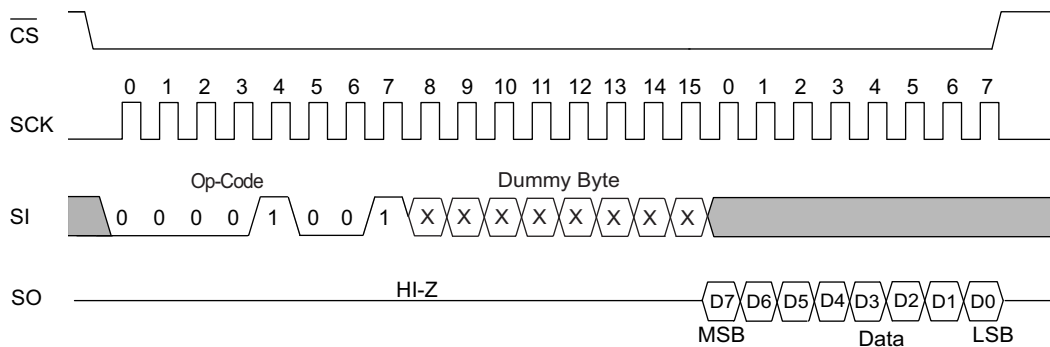 CS
0 1 2 3 4 5 6 7 8 9 10 11 12 13 14 15 0 1 2 3 4 5 6 7
SCK
Op-Code Dummy Byte
SI 0 0 0 0 1 0 0 1 X X X X X X X X
HI-Z
SO D7 D6 D5 D4 D3 D2 D1 D0
MSB Data LSB